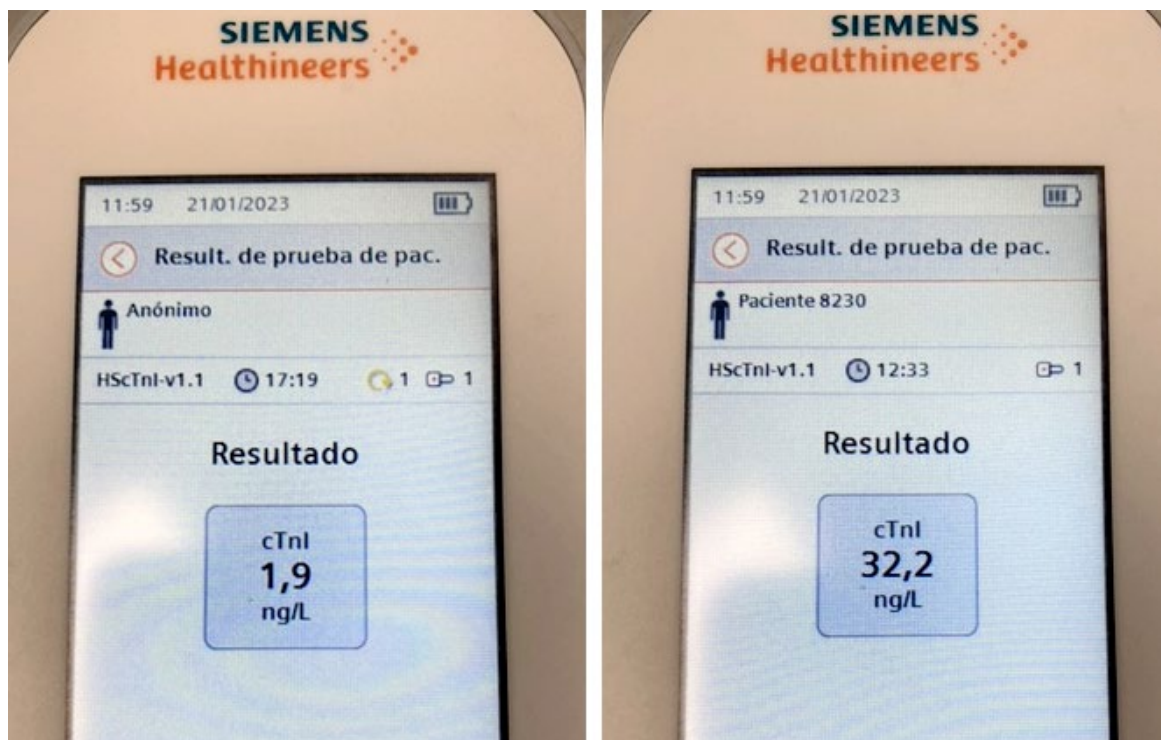 SIEMENS
Healthineers
11:59 21/01/2023
Result. de prueba de pac.
Anónimo
HScTnI-v1.1 17:19 1 1
Resultado
cTnI
1,9
ng/L
SIEMENS
Healthineers
11:59 21/01/2023
Result. de prueba de pac.
Paciente 8230
HScTnI-v1.1 12:33 1
Resultado
cTnI
32,2
ng/L